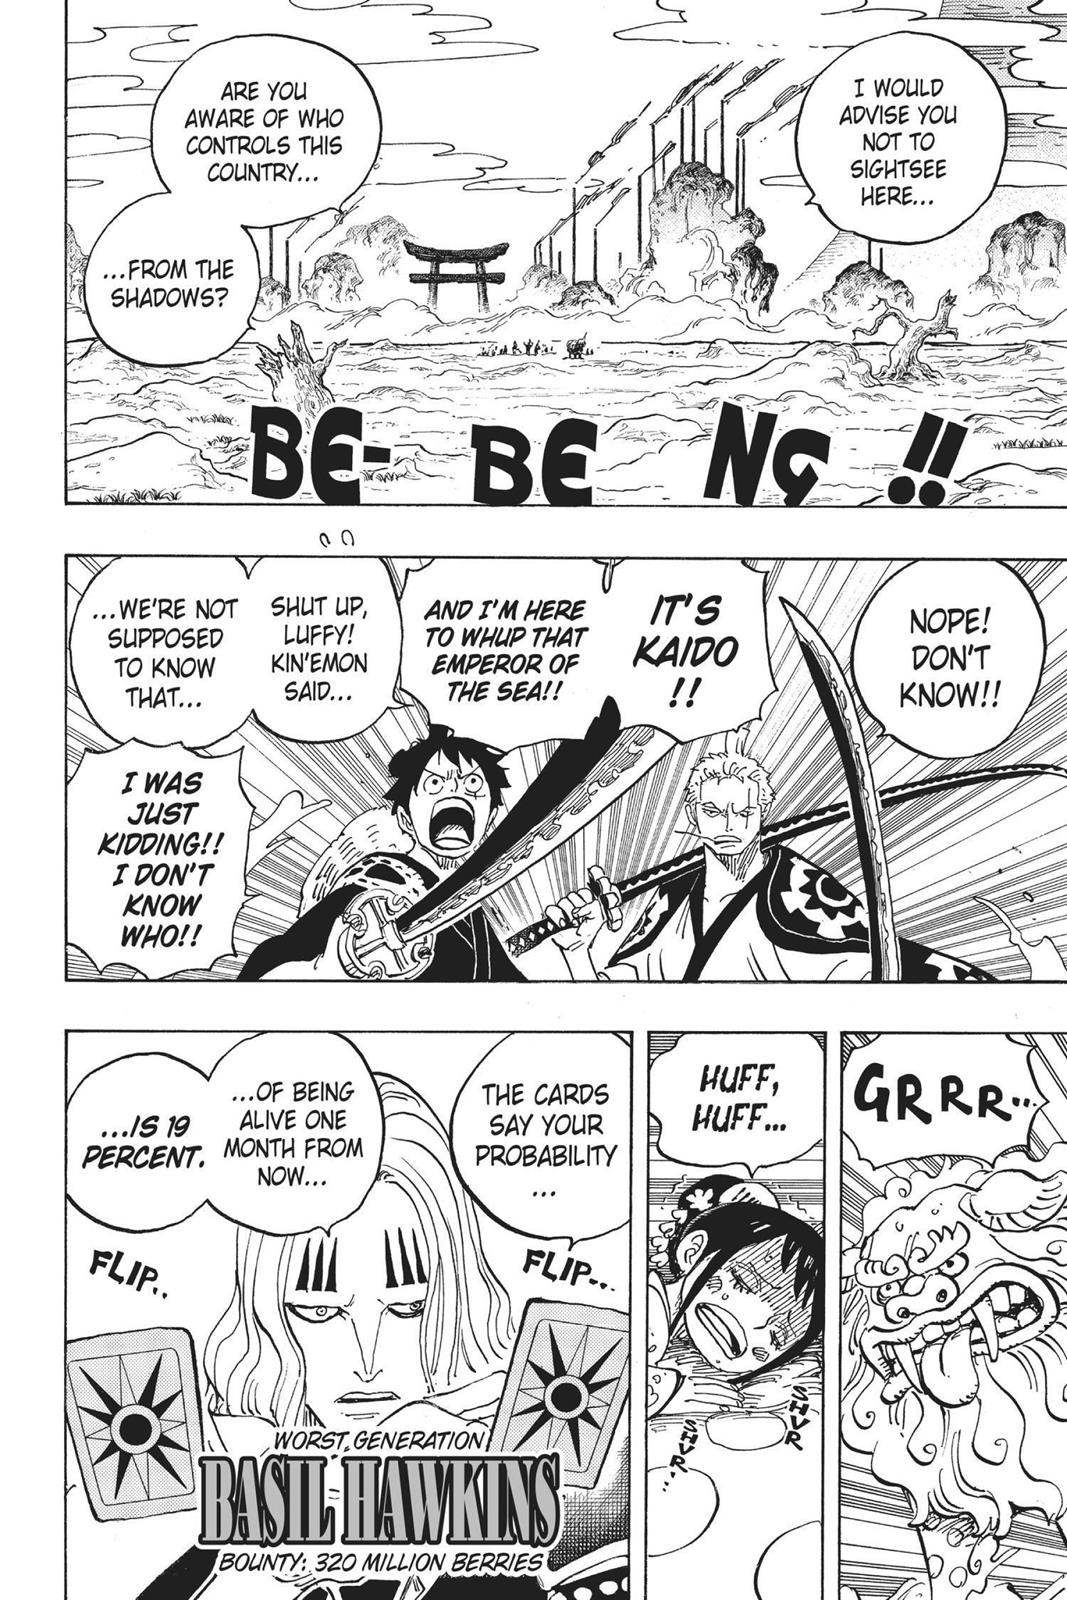 I WOULD
ADVISE YOU
NOT TO
SIGHTSEE
HERE...
ARE YOU
AWARE OF WHO
CONTROLS THIS
COUNTRY...
...FROM THE
SHADOWS?
BE- BE NG!!
NOPE!
DON'T
KNOW!!
IT'S
KAIDO
!!
AND I'M HERE
TO WHUP THAT
EMPEROR OF
THE SEA!!
SHUT UP,
LUFFY!
KIN'EMON
SAID...
...WE'RE NOT
SUPPOSED
TO KNOW
THAT...
I WAS
JUST
KIDDING!!
I DON'T
KNOW
WHO!!
GRRR...
HUFF,
HUFF...
SHVR
SHVR...
THE CARDS
SAY YOUR
PROBABILITY
...
...OF BEING
ALIVE ONE
MONTH FROM
NOW...
...IS 19
PERCENT.
FLIP...
FLIP..
WORST GENERATION
BASIL HAWKINS
BOUNTY: 320 MILLION BERRIES